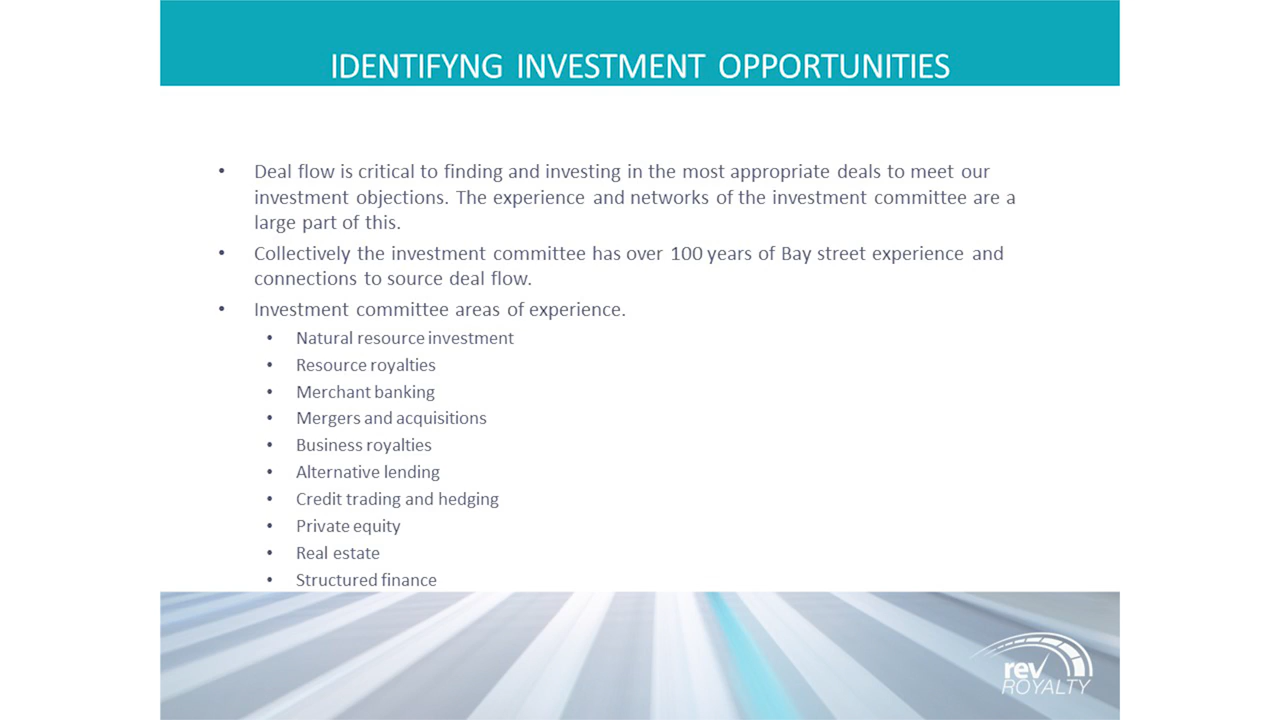 IDENTIFYNG INVESTMENT OPPORTUNITIES
• Deal flow is critical to finding and investing in the most appropriate deals to meet our
investment objections. The experience and networks of the investment committee are a
large part of this.
• Collectively the investment committee has over 100 years of Bay street experience and
connections to source deal flow.
• Investment committee areas of experience.
• Natural resource investment
• Resource royalties
• Merchant banking
• Mergers and acquisitions
• Business royalties
• Alternative lending
• Credit trading and hedging
• Private equity
• Real estate
• Structured finance
rev
ROYALTY